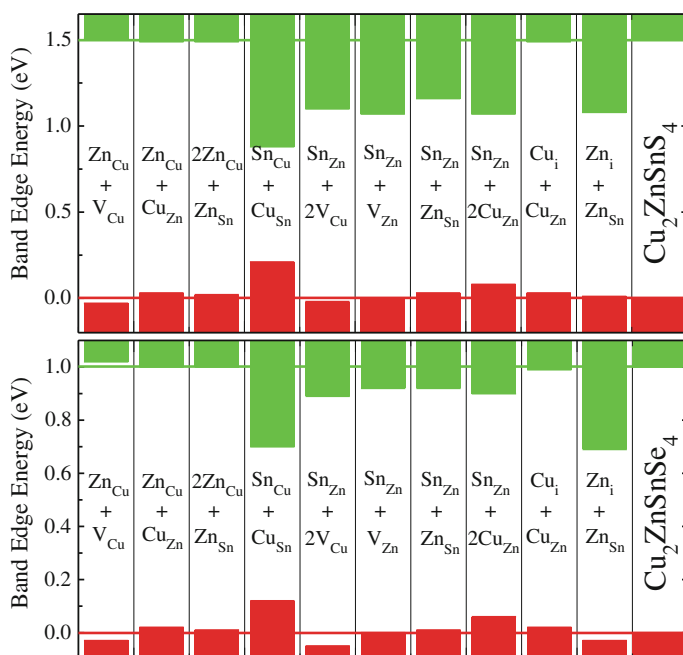 Band Edge Energy (eV)
1.5
1.0
0.5
0.0
Zn_Cu + V_Cu
Zn_Cu + Cu_Zn
2Zn_Cu + Zn_Sn
Sn_Cu + Cu_Sn
Sn_Zn + 2V_Cu
Sn_Zn + V_Zn
Sn_Zn + Zn_Sn
Sn_Zn + 2Cu_Zn
Cu_i + Cu_Zn
Zn_i + Zn_Sn
Cu_2ZnSnS_4
Band Edge Energy (eV)
1.0
0.8
0.6
0.4
0.2
0.0
Zn_Cu + V_Cu
Zn_Cu + Cu_Zn
2Zn_Cu + Zn_Sn
Sn_Cu + Cu_Sn
Sn_Zn + 2V_Cu
Sn_Zn + V_Zn
Sn_Zn + Zn_Sn
Sn_Zn + 2Cu_Zn
Cu_i + Cu_Zn
Zn_i + Zn_Sn
Cu_2ZnSnSe_4